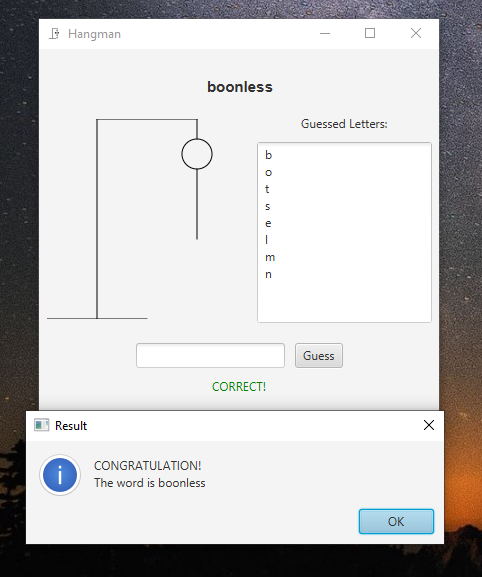 Hangman
boonless
Guessed Letters:
b
o
t
s
e
l
m
n
Guess
CORRECT!
Result
CONGRATULATION!
The word is boonless
OK